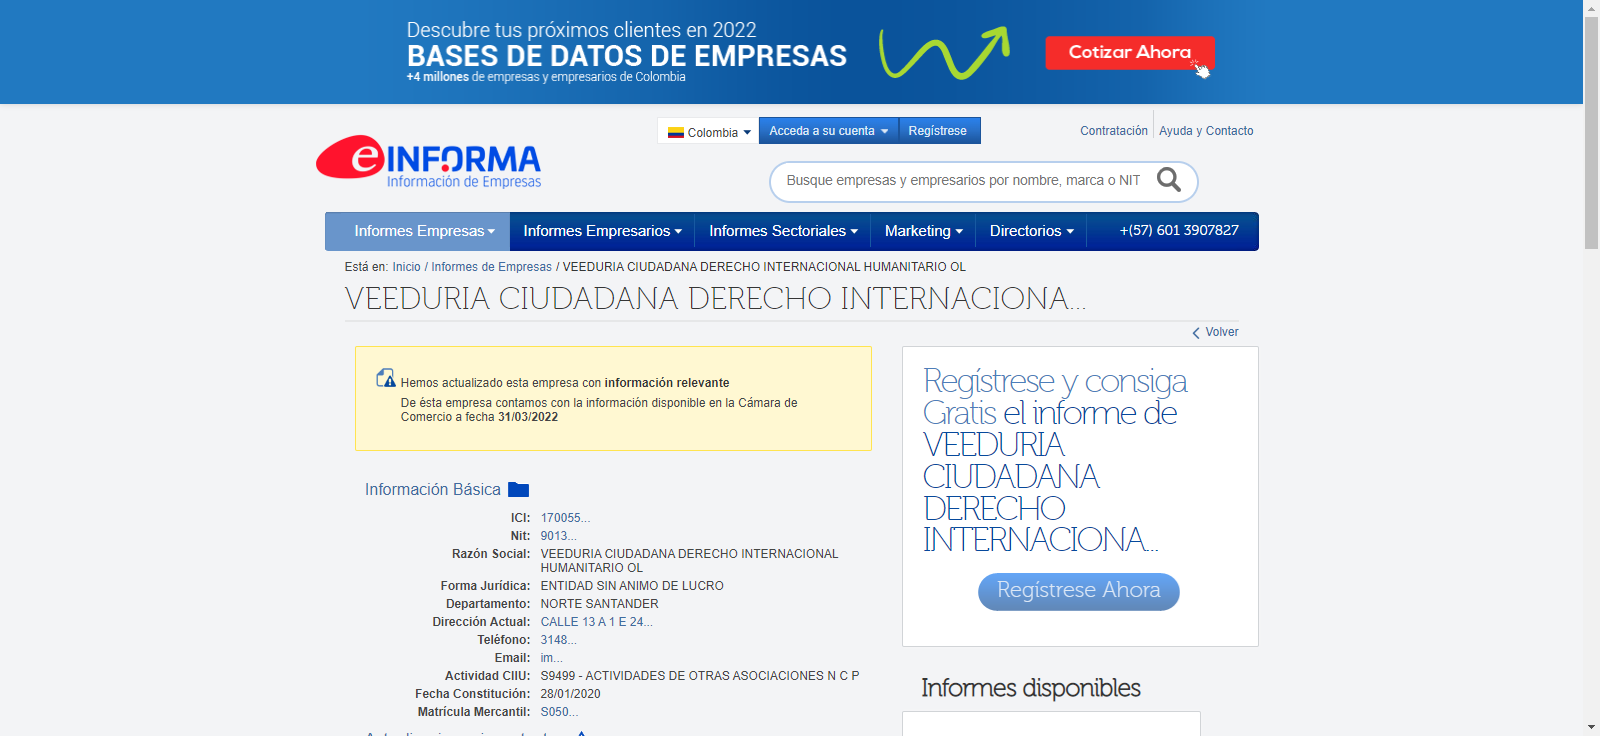 Descubre tus próximos clientes en 2022
BASES DE DATOS DE EMPRESAS
+4 millones de empresas y empresarios de Colombia
Cotizar Ahora
Colombia
Acceda a su cuenta
Regístrese
Contratación
Ayuda y Contacto
eINFORMA
Información de Empresas
Busque empresas y empresarios por nombre, marca o NIT
Informes Empresas
Informes Empresarios
Informes Sectoriales
Marketing
Directorios
+(57) 601 3907827
Está en: Inicio / Informes de Empresas / VEEDURIA CIUDADANA DERECHO INTERNACIONAL HUMANITARIO OL
VEEDURIA CIUDADANA DERECHO INTERNACIONA...
Volver
Hemos actualizado esta empresa con información relevante
De ésta empresa contamos con la información disponible en la Cámara de
Comercio a fecha 31/03/2022
Información Básica
ICI: 170055...
Nit: 9013...
Razón Social: VEEDURIA CIUDADANA DERECHO INTERNACIONAL
HUMANITARIO OL
Forma Jurídica: ENTIDAD SIN ANIMO DE LUCRO
Departamento: NORTE SANTANDER
Dirección Actual: CALLE 13 A 1 E 24...
Teléfono: 3148...
Email: im...
Actividad CIIU: S9499 - ACTIVIDADES DE OTRAS ASOCIACIONES N C P
Fecha Constitución: 28/01/2020
Matrícula Mercantil: S050...
Regístrese y consiga
Gratis el informe de
VEEDURIA
CIUDADANA
DERECHO
INTERNACIONA...
Regístrese Ahora
Informes disponibles